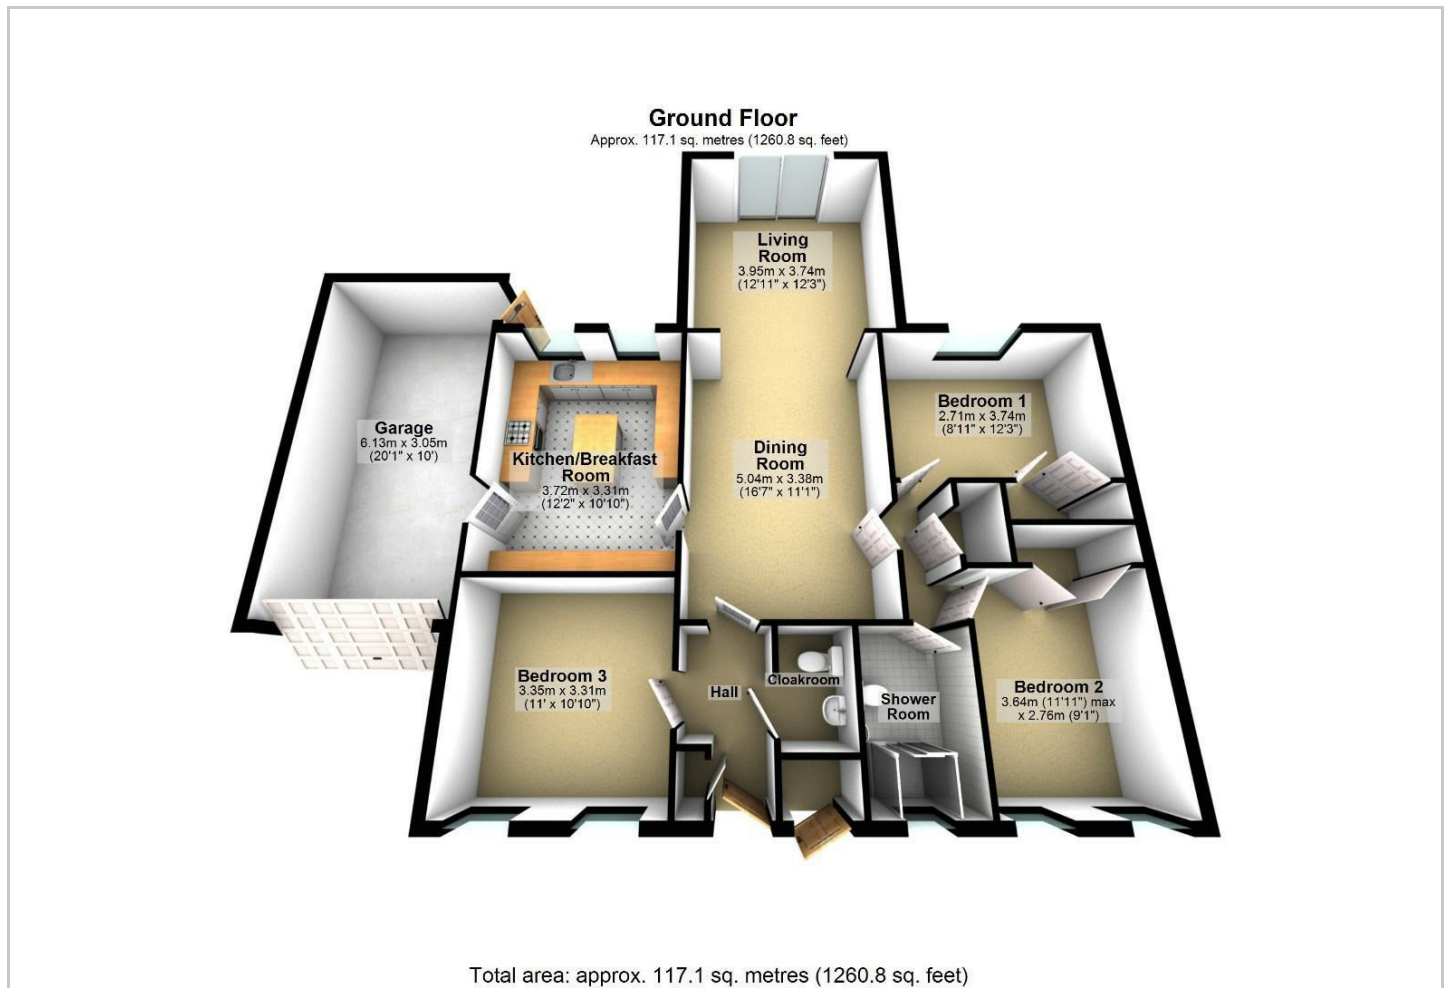 Ground Floor
Approx. 117.1 sq. metres (1260.8 sq. feet)
Living
Room
3.95m x 3.74m
(12'11" x 12'3")
Garage
6.13m x 3.05m
(20'1" x 10')
Kitchen/Breakfast
Room
3.72m x 3.31m
(12'2" x 10'10")
Dining
Room
5.04m x 3.38m
(16'7" x 11'1")
Bedroom 1
2.71m x 3.74m
(8'11" x 12'3")
Bedroom 3
3.35m x 3.31m
(11' x 10'10")
Hall
Cloakroom
Shower
Room
Bedroom 2
3.64m (11'11") max
x 2.76m (9'1")
Total area: approx. 117.1 sq. metres (1260.8 sq. feet)